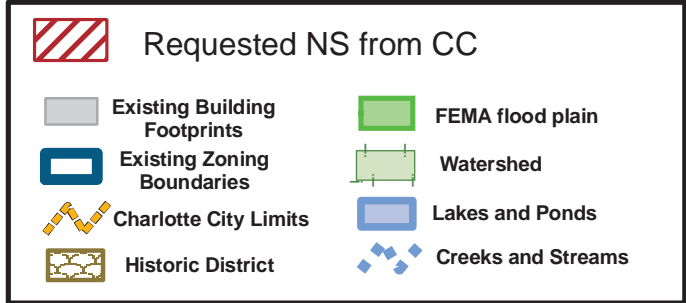 Requested NS from CC
Existing Building
Footprints
Existing Zoning
Boundaries
Charlotte City Limits
Historic District
FEMA flood plain
Watershed
Lakes and Ponds
Creeks and Streams